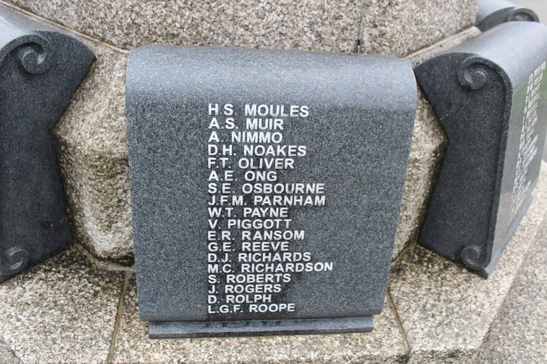 H.S. MOULES
A.S. MUIR
A. NIMMO
D.H. NOAKES
F.T. OLIVER
A.E. ONG
S.E. OSBOURNE
J.F.M. PARNHAM
W.T. PAYNE
V. PIGGOTT
E.R. RANSOM
G.E. REEVE
D.J. RICHARDS
M.C. RICHARDSON
S. ROBERTS
J. ROGERS
D. ROLPH
L.G.F. ROOPE